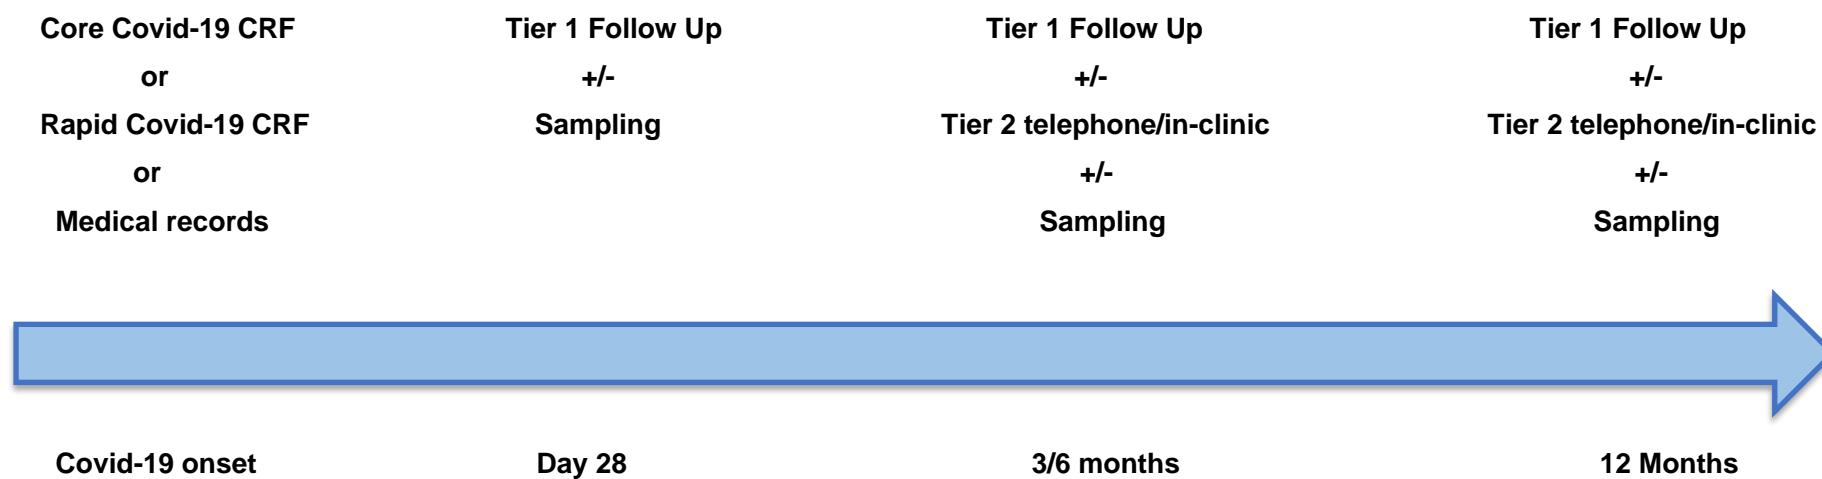 Core Covid-19 CRF
or
Rapid Covid-19 CRF
or
Medical records
Tier 1 Follow Up
+/-
Sampling
Tier 1 Follow Up
+/-
Tier 2 telephone/in-clinic
+/-
Sampling
Tier 1 Follow Up
+/-
Tier 2 telephone/in-clinic
+/-
Sampling
Covid-19 onset
Day 28
3/6 months
12 Months